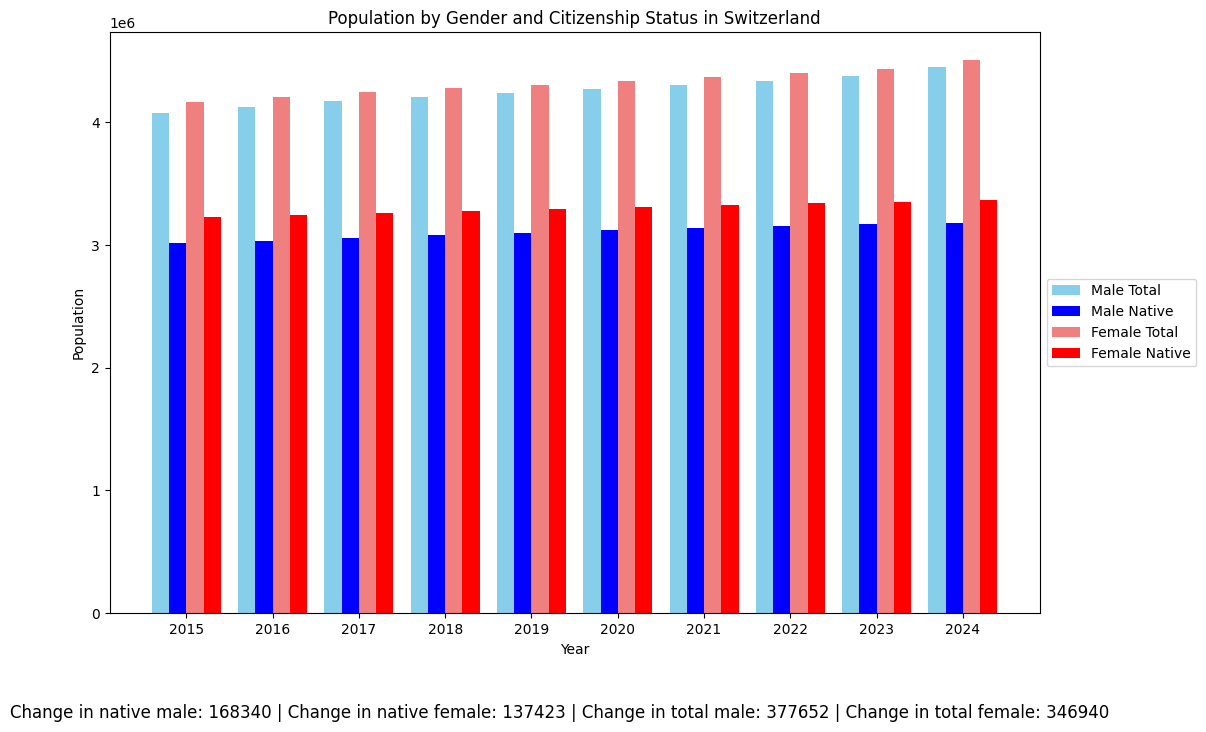 Population by Gender and Citizenship Status in Switzerland
1e6
4
3
2
1
0
Population
2015 2016 2017 2018 2019 2020 2021 2022 2023 2024
Year
Male Total
Male Native
Female Total
Female Native
Change in native male: 168340 | Change in native female: 137423 | Change in total male: 377652 | Change in total female: 346940